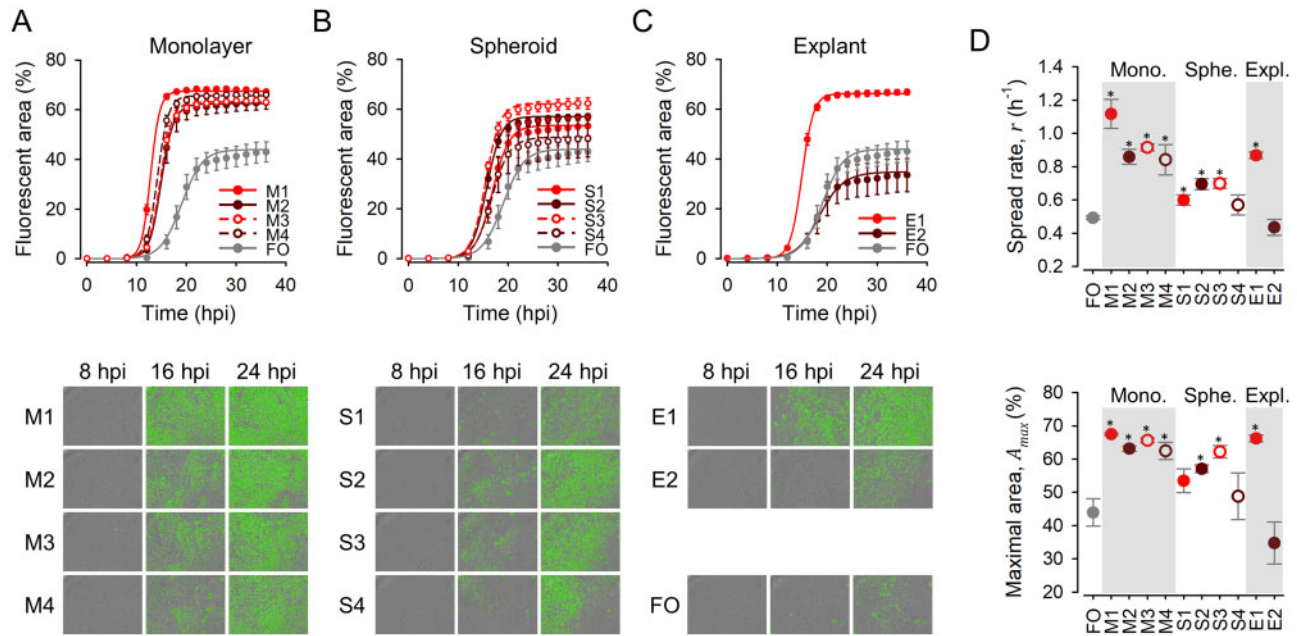 A
Monolayer
Fluorescent area (%)
80
60
40
20
0
0 10 20 30 40
Time (hpi)
M1
M2
M3
M4
FO
B
Spheroid
Fluorescent area (%)
80
60
40
20
0
0 10 20 30 40
Time (hpi)
S1
S2
S3
S4
FO
C
Explant
Fluorescent area (%)
80
60
40
20
0
0 10 20 30 40
Time (hpi)
E1
E2
FO
D
Mono. Sphe. Expl.
Spread rate, r (h⁻¹)
1.4
1.2
1.0
0.8
0.6
0.4
0.2
* * * * * * * *
FO M1 M2 M3 M4 S1 S2 S3 S4 E1 E2
8 hpi 16 hpi 24 hpi
M1
M2
M3
M4
8 hpi 16 hpi 24 hpi
S1
S2
S3
S4
8 hpi 16 hpi 24 hpi
E1
E2
FO
Mono. Sphe. Expl.
Maximal area, Amax (%)
80
70
60
50
40
30
20
* * * * * * *
FO M1 M2 M3 M4 S1 S2 S3 S4 E1 E2